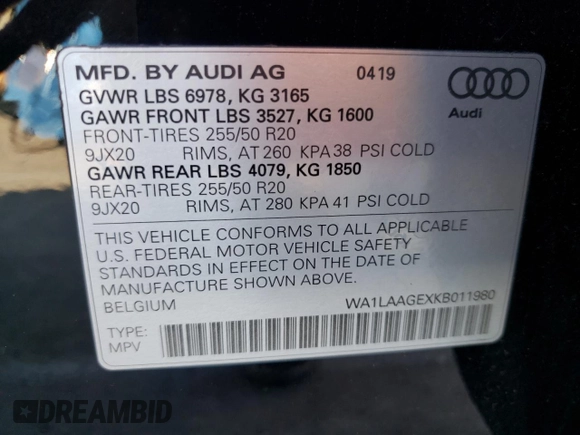 MFD. BY AUDI AG 0419
GVWR LBS 6978, KG 3165
GAWR FRONT LBS 3527, KG 1600
FRONT-TIRES 255/50 R20
9JX20 RIMS, AT 260 KPA 38 PSI COLD
GAWR REAR LBS 4079, KG 1850
REAR-TIRES 255/50 R20
9JX20 RIMS, AT 280 KPA 41 PSI COLD
Audi
THIS VEHICLE CONFORMS TO ALL APPLICABLE
U.S. FEDERAL MOTOR VEHICLE SAFETY
STANDARDS IN EFFECT ON THE DATE OF
MANUFACTURE SHOWN ABOVE.
BELGIUM WA1LAAGEXKB011980
TYPE:
MPV
DREAMBID